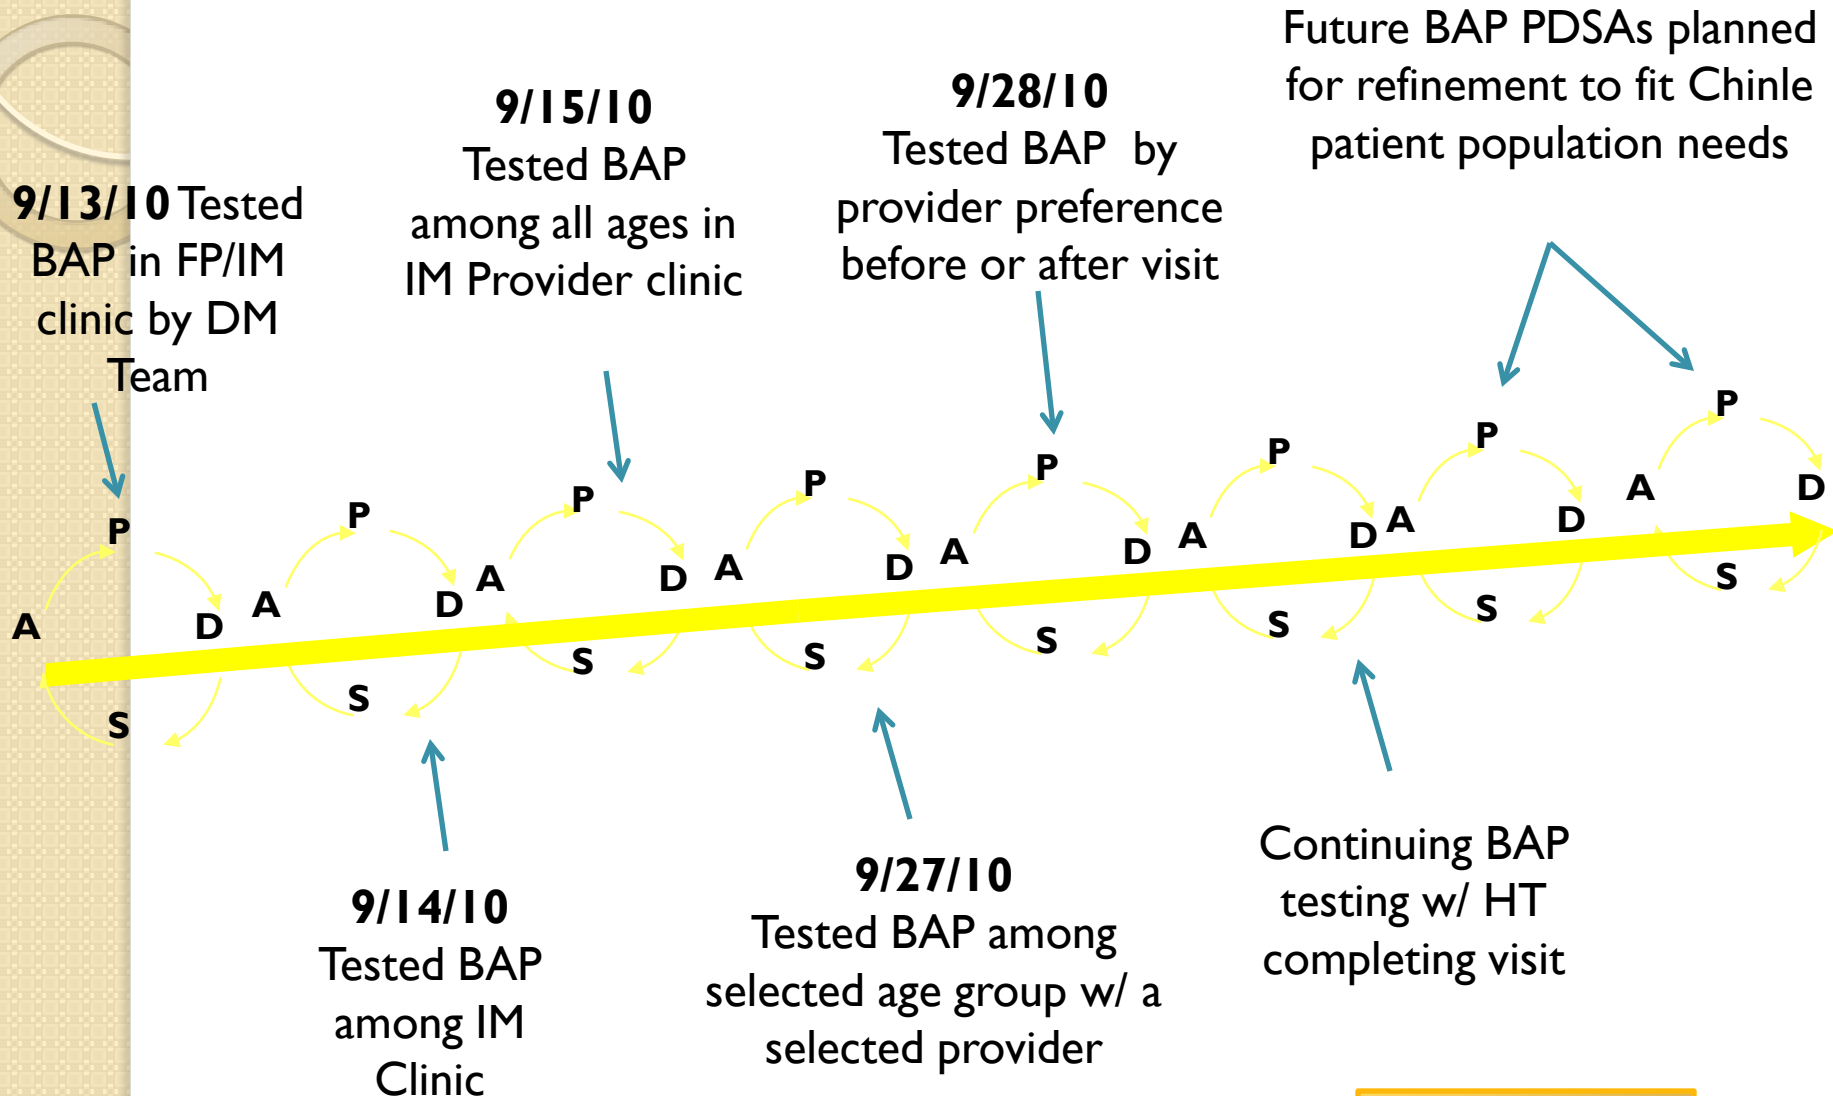 9/13/10 Tested
BAP in FP/IM
clinic by DM
Team
9/15/10
Tested BAP
among all ages in
IM Provider clinic
9/28/10
Tested BAP by
provider preference
before or after visit
Future BAP PDSAs planned
for refinement to fit Chinle
patient population needs
P
A
D
S
P
A
D
S
P
A
D
S
P
A
D
S
P
A
D
S
P
A
D
S
P
A
D
S
P
A
D
S
9/14/10
Tested BAP
among IM
Clinic
9/27/10
Tested BAP among
selected age group w/ a
selected provider
Continuing BAP
testing w/ HT
completing visit